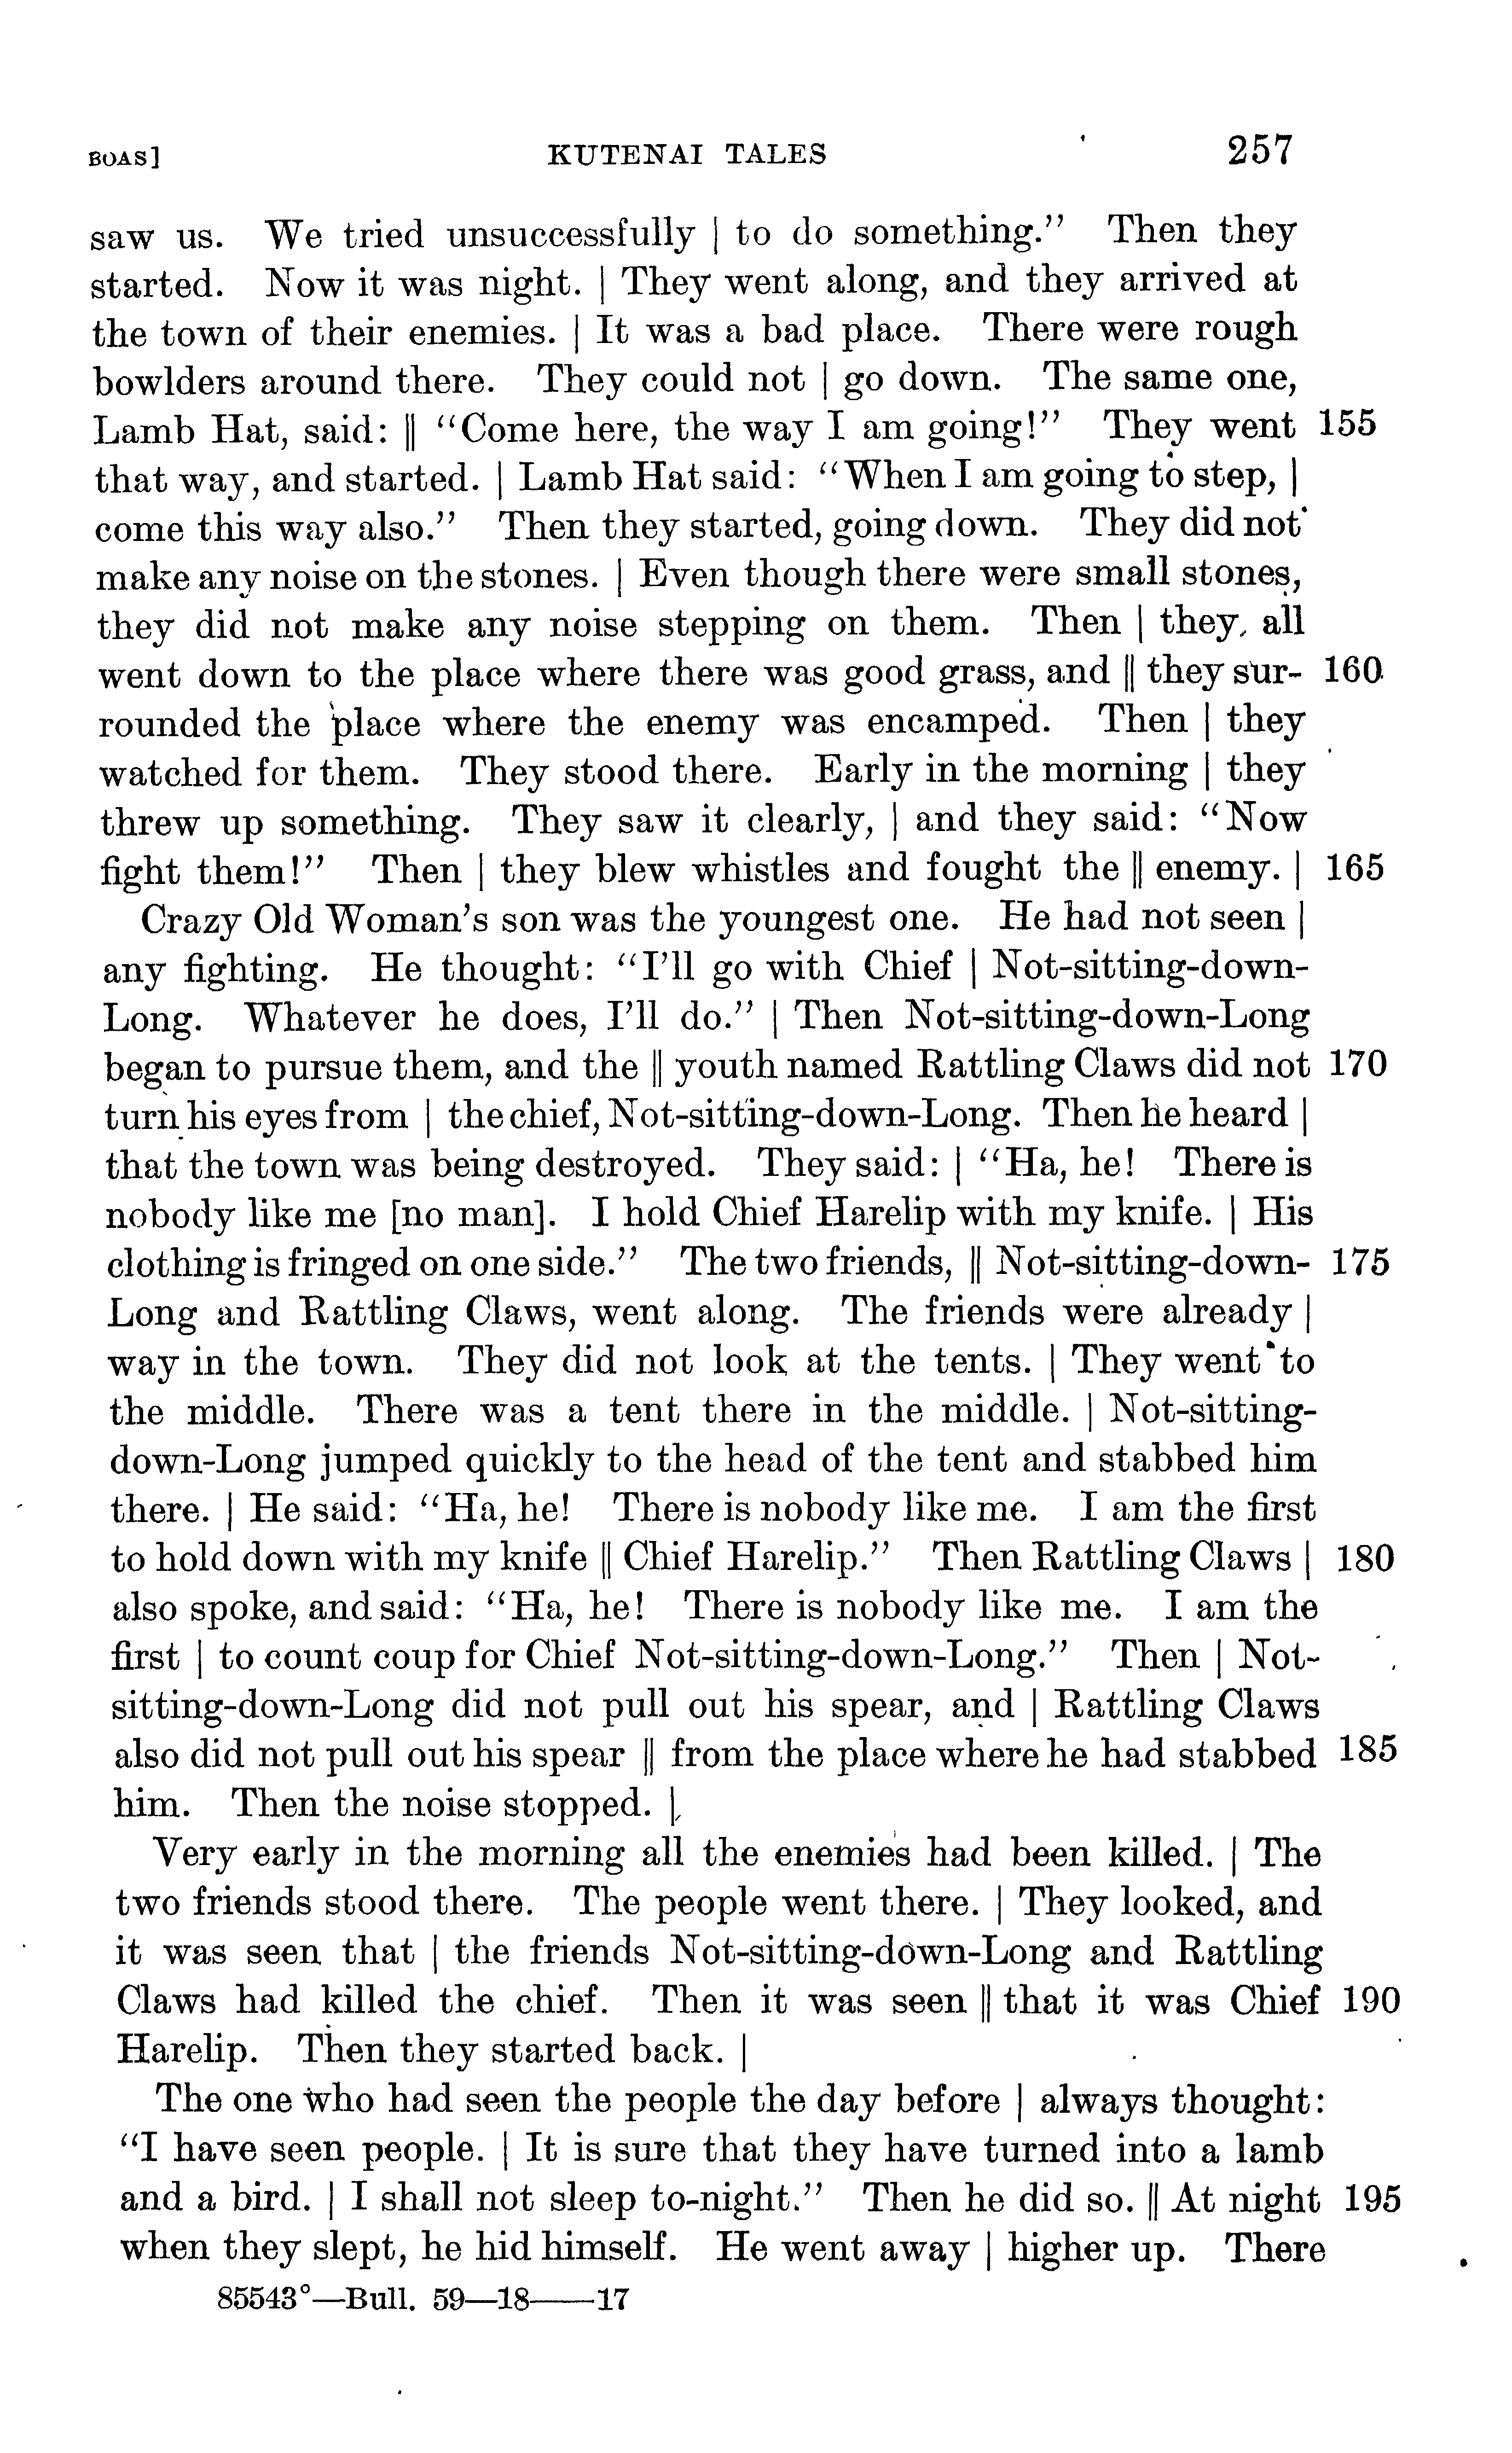 BOAS] KUTENAI TALES 257
saw us. We tried unsuccessfully | to do something.” Then they
started. Now it was night. | They went along, and they arrived at
the town of their enemies. | It was a bad place. There were rough
bowlders around there. They could not | go down. The same one,
Lamb Hat, said: || “Come here, the way I am going!” They went 155
that way, and started. | Lamb Hat said: “When I am going to step, |
come this way also.” Then they started, going down. They did not
make any noise on the stones. | Even though there were small stones,
they did not make any noise stepping on them. Then | they all
went down to the place where there was good grass, and || they sur- 160
rounded the place where the enemy was encamped. Then | they
watched for them. They stood there. Early in the morning | they
threw up something. They saw it clearly, | and they said: “Now
fight them!” Then | they blew whistles and fought the || enemy. | 165
Crazy Old Woman’s son was the youngest one. He had not seen |
any fighting. He thought: “I’ll go with Chief | Not-sitting-down-
Long. Whatever he does, I’ll do.” | Then Not-sitting-down-Long
began to pursue them, and the || youth named Rattling Claws did not 170
turn his eyes from | the chief, Not-sitting-down-Long. Then he heard |
that the town was being destroyed. They said: | “Ha, he! There is
nobody like me [no man]. I hold Chief Harelip with my knife. | His
clothing is fringed on one side.” The two friends, || Not-sitting-down- 175
Long and Rattling Claws, went along. The friends were already |
way in the town. They did not look at the tents. | They went to
the middle. There was a tent there in the middle. | Not-sitting-
down-Long jumped quickly to the head of the tent and stabbed him
there. | He said: “Ha, he! There is nobody like me. I am the first
to hold down with my knife || Chief Harelip.” Then Rattling Claws | 180
also spoke, and said: “Ha, he! There is nobody like me. I am the
first | to count coup for Chief Not-sitting-down-Long.” Then | Not-
sitting-down-Long did not pull out his spear, and | Rattling Claws
also did not pull out his spear || from the place where he had stabbed 185
him. Then the noise stopped. |
Very early in the morning all the enemies had been killed. | The
two friends stood there. The people went there. | They looked, and
it was seen that | the friends Not-sitting-down-Long and Rattling
Claws had killed the chief. Then it was seen || that it was Chief 190
Harelip. Then they started back. |
The one who had seen the people the day before | always thought:
“I have seen people. | It is sure that they have turned into a lamb
and a bird. | I shall not sleep to-night.” Then he did so. || At night 195
when they slept, he hid himself. He went away | higher up. There
85543°—Bull. 59—18——17